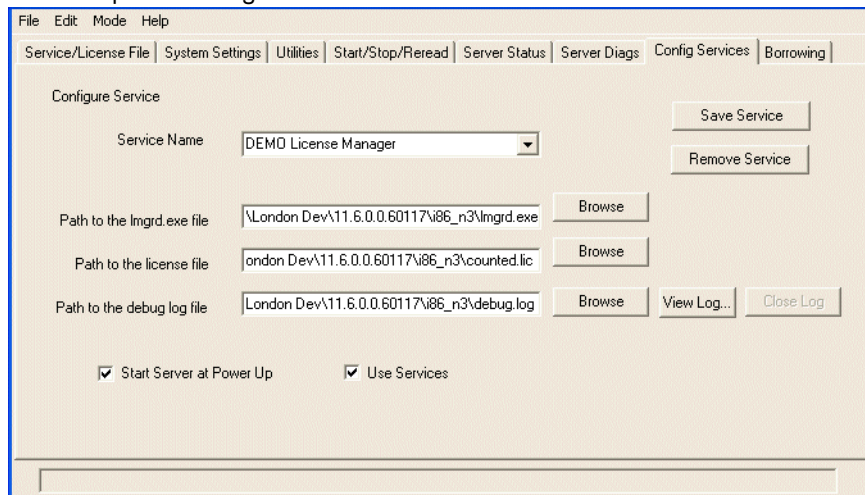 File Edit Mode Help
Service/License File System Settings Utilities Start/Stop/Reread Server Status Server Diags Config Services Borrowing
Configure Service
Save Service
Service Name DEMO License Manager
Remove Service
Path to the lmgrd.exe file \London Dev\11.6.0.0.60117\i86_n3\lmgrd.exe Browse
Path to the license file ondon Dev\11.6.0.0.60117\i86_n3\counted.lic Browse
Path to the debug log file London Dev\11.6.0.0.60117\i86_n3\debug.log Browse View Log... Close Log
Start Server at Power Up Use Services